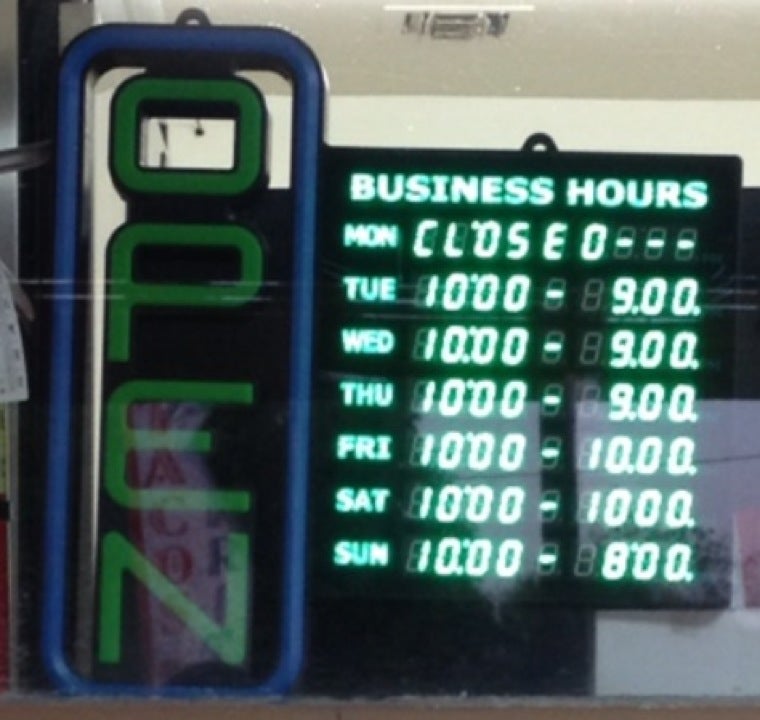 OPEN
BUSINESS HOURS
MON CLOSED---
TUE 10:00 - 9:00.
WED 10:00 - 9:00.
THU 10:00 - 9:00.
FRI 10:00 - 10:00.
SAT 10:00 - 10:00.
SUN 10:00 - 8:00.